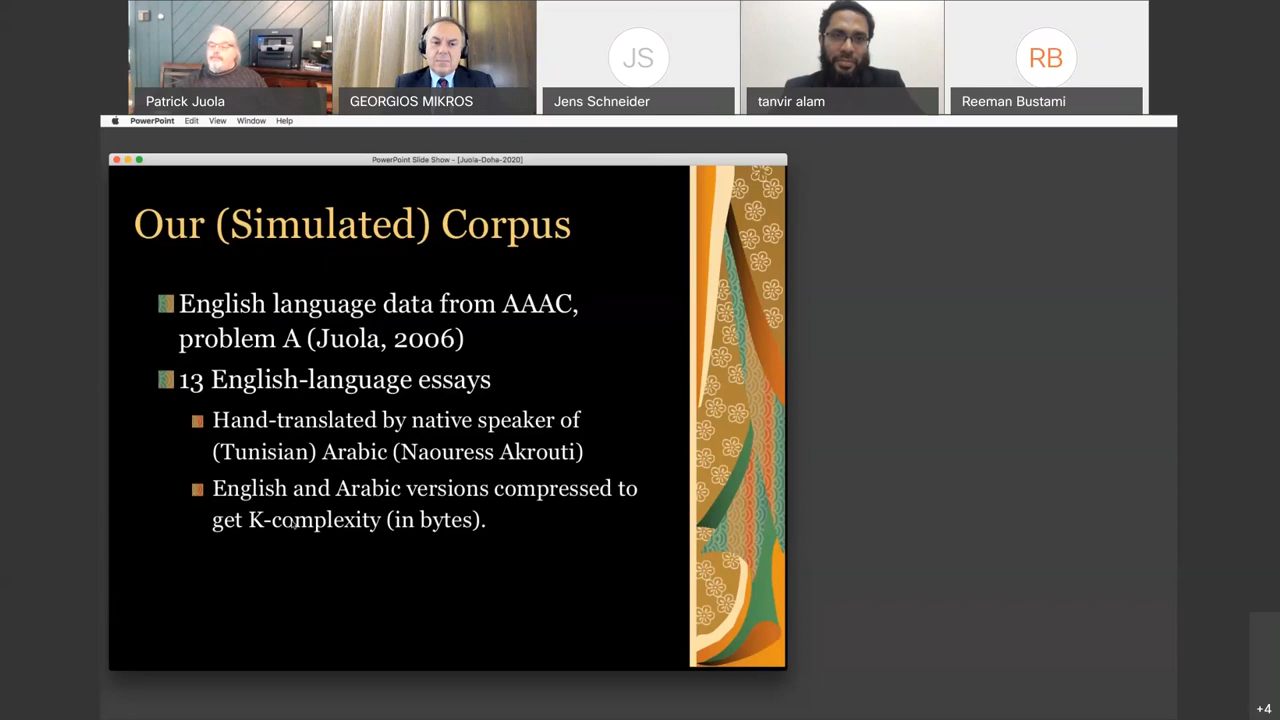 JS
RB
Patrick Juola
GEORGIOS MIKROS
Jens Schneider
tanvir alam
Reeman Bustami
PowerPoint Edit View Window Help
PowerPoint Slide Show - [Juola-Doha-2020]
Our (Simulated) Corpus
English language data from AAAC,
problem A (Juola, 2006)
13 English-language essays
Hand-translated by native speaker of
(Tunisian) Arabic (Naouress Akrouti)
English and Arabic versions compressed to
get K-complexity (in bytes).
+4